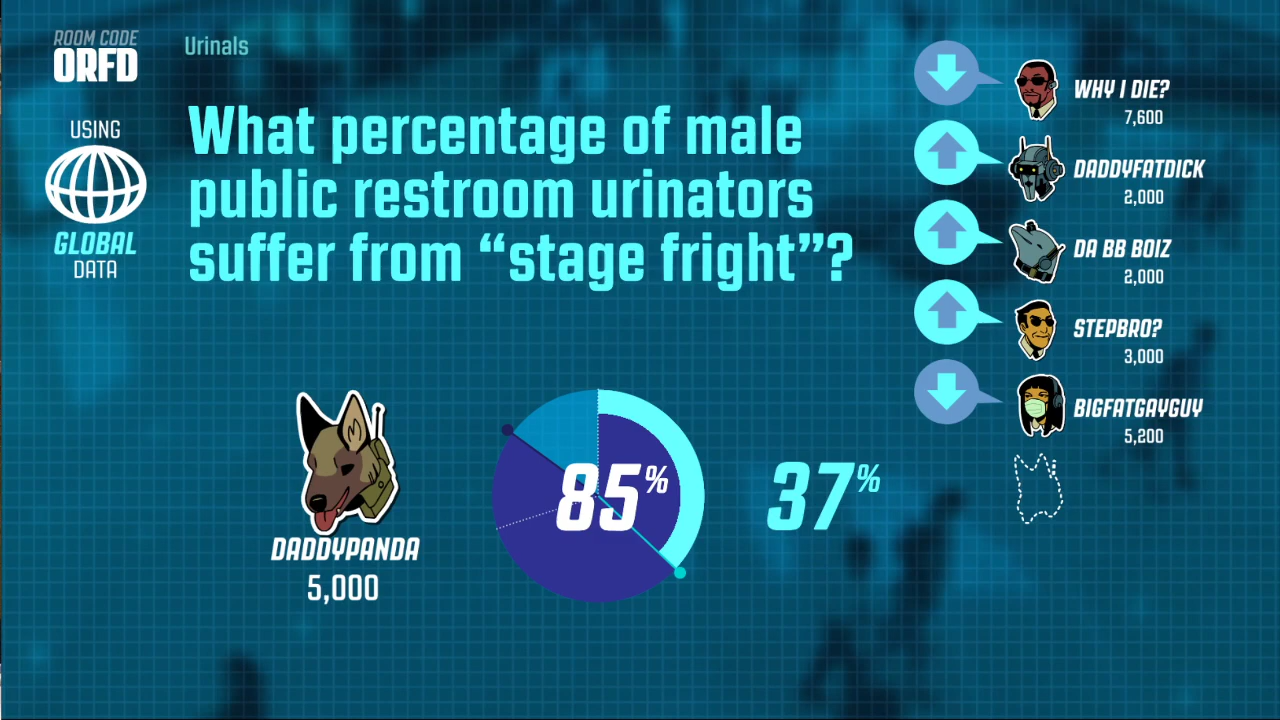 ROOM CODE
ORFD
Urinals
USING
GLOBAL
DATA
What percentage of male
public restroom urinators
suffer from “stage fright”?
WHY I DIE?
7,600
DADDYFATDICK
2,000
DA BB BOIZ
2,000
STEPBRO?
3,000
BIGFATGAYGUY
5,200
DADDYPANDA
5,000
85%
37%